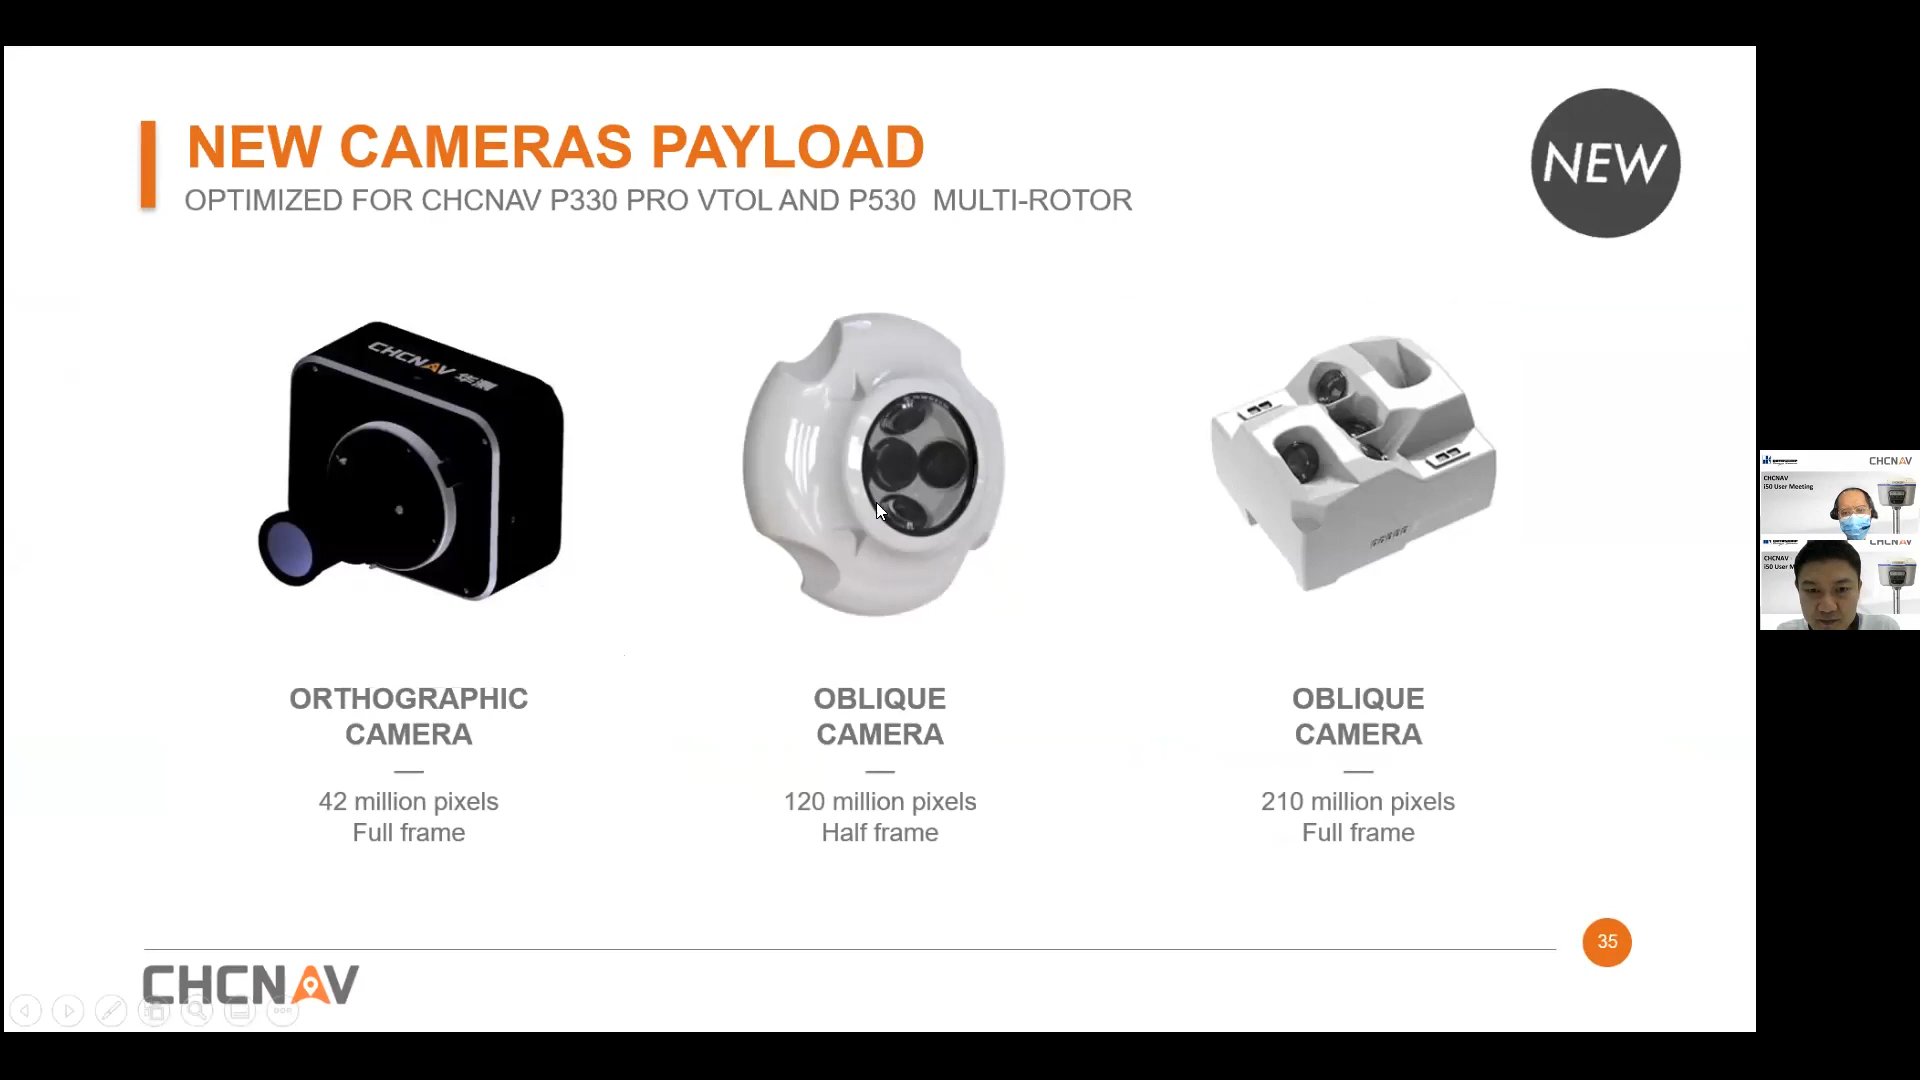 NEW CAMERAS PAYLOAD
OPTIMIZED FOR CHCNAV P330 PRO VTOL AND P530 MULTI-ROTOR
NEW
CHCNAV 华测
ORTHOGRAPHIC
CAMERA
42 million pixels
Full frame
OBLIQUE
CAMERA
120 million pixels
Half frame
OBLIQUE
CAMERA
210 million pixels
Full frame
35
CHCNAV
CHCNAV
CHCNAV
i50 User Meeting
CHCNAV
CHCNAV
i50 User M